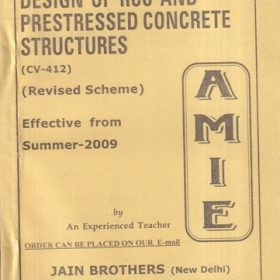 DESIGN OF RCC AND
PRESTRESSED CONCRETE
STRUCTURES
(CV-412)
(Revised Scheme)
Effective from
Summer-2009
A
M
I
E
by
An Experienced Teacher
ORDER CAN BE PLACED ON OUR E-mail
JAIN BROTHERS (New Delhi)